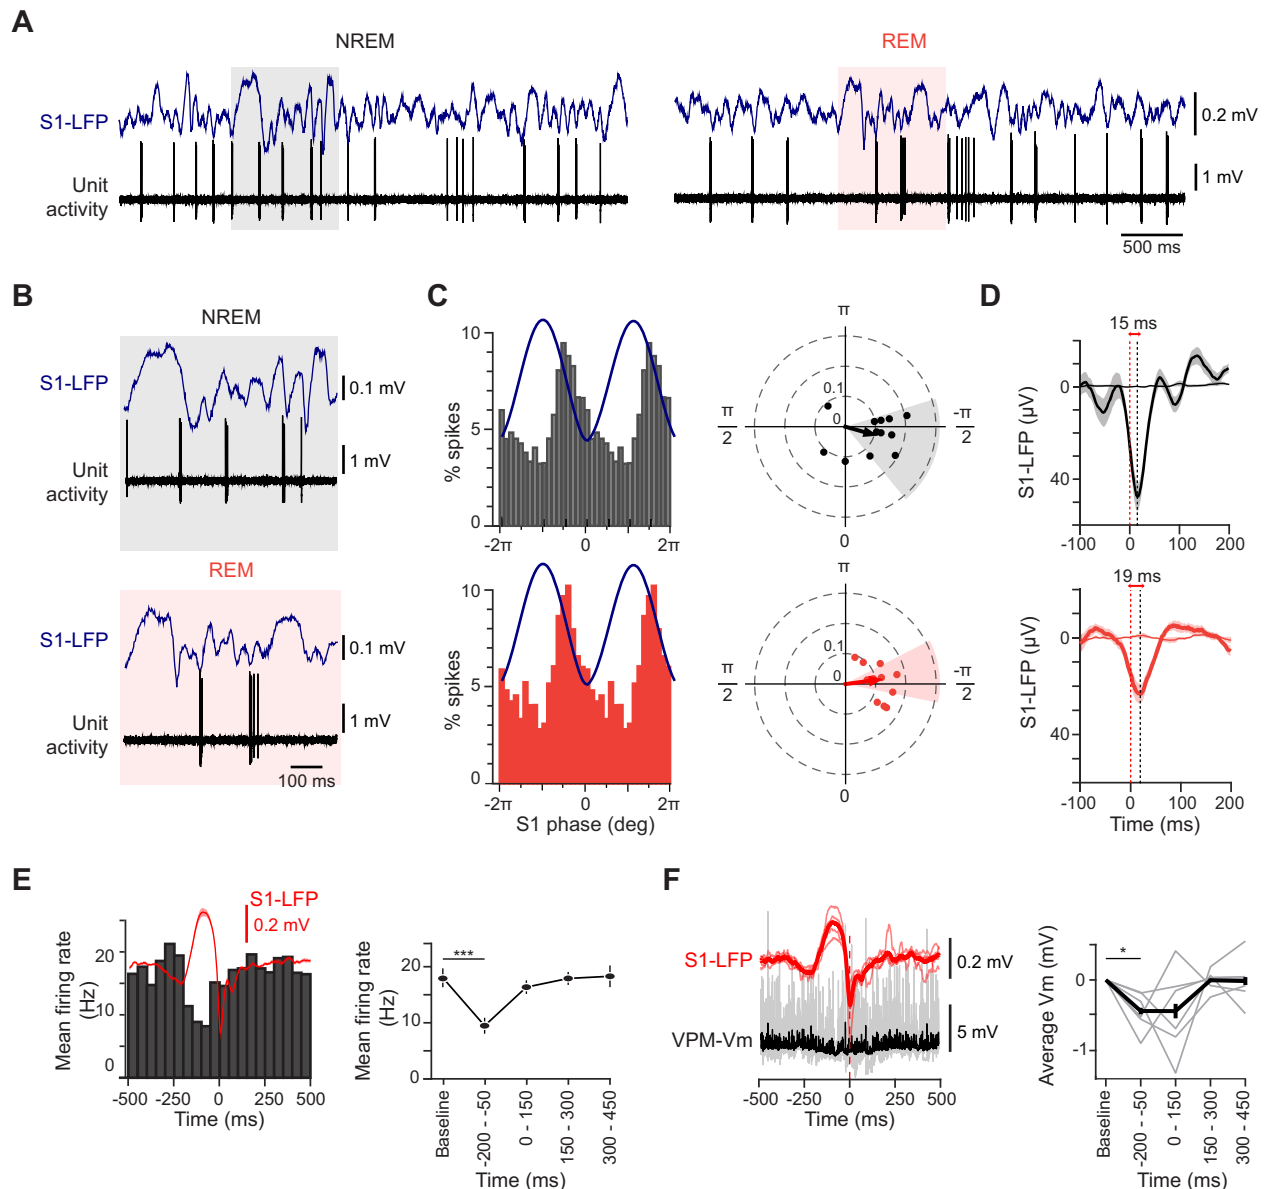 A
NREM
REM
S1-LFP
0.2 mV
Unit
activity
1 mV
500 ms
B
NREM
S1-LFP
0.1 mV
Unit
activity
1 mV
REM
S1-LFP
0.1 mV
Unit
activity
1 mV
100 ms
C
% spikes
10
5
0
-2π
0
2π
π
π
2
-π
2
0.1
0
0
% spikes
10
5
0
-2π
0
2π
S1 phase (deg)
π
π
2
-π
2
0.1
0
0
D
15 ms
S1-LFP (µV)
0
40
-100
0
100
200
19 ms
S1-LFP (µV)
0
40
-100
0
100
200
Time (ms)
E
S1-LFP
0.2 mV
Mean firing rate
(Hz)
20
10
0
-500
-250
0
250
500
Time (ms)
Mean firing rate
(Hz)
20
10
0
***
Baseline
-200 - -50
0 - 150
150 - 300
300 - 450
Time (ms)
F
S1-LFP
0.2 mV
VPM-Vm
5 mV
-500
-250
0
250
500
Time (ms)
Average Vm (mV)
0
-1
*
Baseline
-200 - -50
0 - 150
150 - 300
300 - 450
Time (ms)